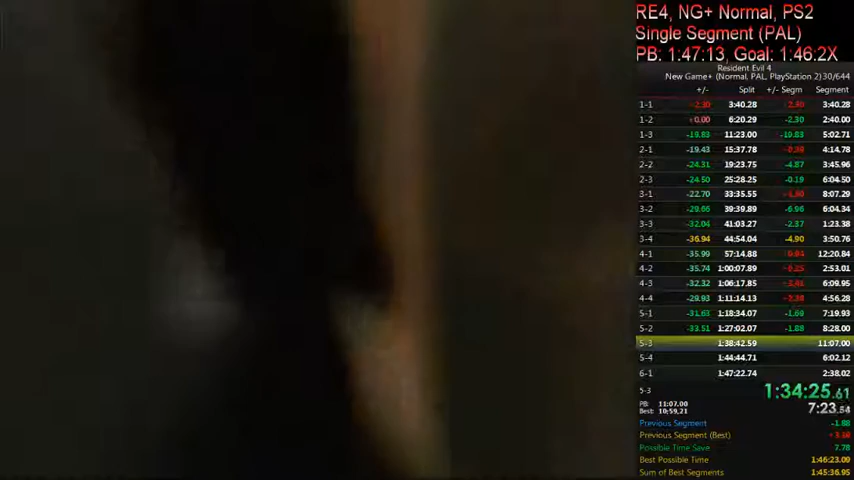 RE4, NG+ Normal, PS2
Single Segment (PAL)
PB: 1:47:13, Goal: 1:46:2X
Resident Evil 4
New Game+ (Normal, PAL, PlayStation 2) 30/644
+/- Split +/- Segm Segment
1-1 -2.30 3:40.28 -2.30 3:40.28
1-2 +0.00 6:20.29 -2.30 2:40.00
1-3 -19.83 11:23.00 -19.83 5:02.71
2-1 -19.43 15:37.78 4:14.78
2-2 -24.31 19:23.75 -4.87 3:45.96
2-3 -24.50 25:28.25 -0.19 6:04.50
3-1 -22.70 33:35.55 8:07.29
3-2 -29.66 39:39.89 -6.96 6:04.34
3-3 -32.04 41:03.27 -2.37 1:23.38
3-4 -36.94 44:54.04 -4.90 3:50.76
4-1 -35.99 57:14.88 12:20.84
4-2 -35.74 1:00:07.89 2:53.01
4-3 -32.32 1:06:17.85 6:09.95
4-4 -29.93 1:11:14.13 4:56.28
5-1 -31.63 1:18:34.07 -1.69 7:19.93
5-2 -33.51 1:27:02.07 -1.88 8:28.00
5-3 1:38:42.59 11:07.00
5-4 1:44:44.71 6:02.12
6-1 1:47:22.74 2:38.02
5-3 1:34:25.61
PB: 11:07.00
Best: 10:59.21 7:23.54
Previous Segment -1.88
Previous Segment (Best)
Possible Time Save 7.78
Best Possible Time 1:46:23.09
Sum of Best Segments 1:45:36.95